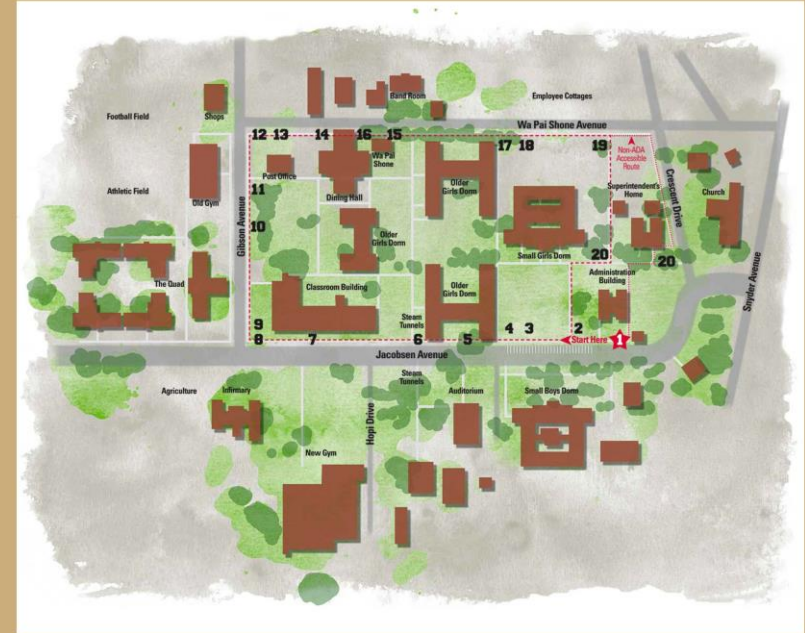 Football Field
Shops
Band Room
Employee Cottages
Wa Pai Shone Avenue
12 13 14 16 15 17 18 19
Non-ADA
Accessible
Route
Wa Pai
Shone
Post Office
Athletic Field
Old Gym
11
Dining Hall
Older
Girls Dorm
Superintendent's
Home
Crescent Drive
Church
Gibson Avenue
10
Older
Girls Dorm
Small Girls Dorm
20
20
Snyder Avenue
The Quad
Classroom Building
Older
Girls Dorm
Administration
Building
Steam
Tunnels
9
8 7 6 5 4 3 2
Start Here 1
Jacobsen Avenue
Agriculture
Infirmary
Steam
Tunnels
Auditorium
Small Boys Dorm
Hopi Drive
New Gym